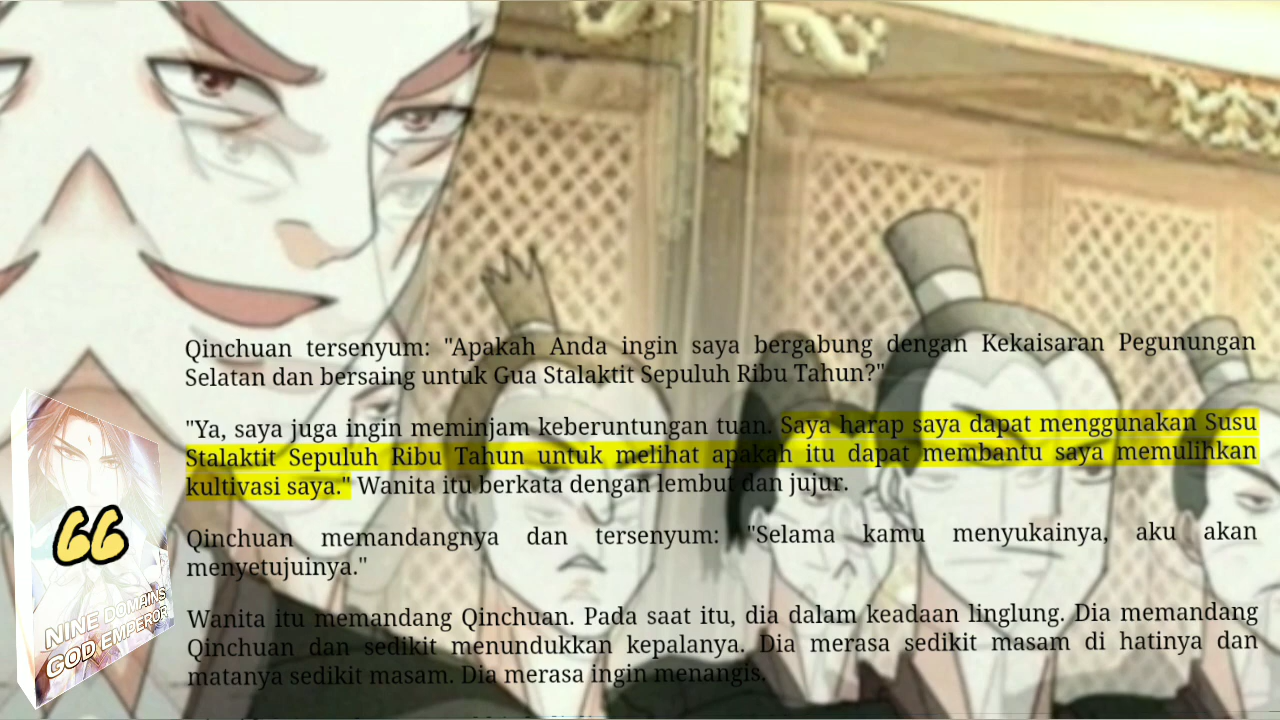 Qinchuan tersenyum: "Apakah Anda ingin saya bergabung dengan Kekaisaran Pegunungan
Selatan dan bersaing untuk Gua Stalaktit Sepuluh Ribu Tahun?"
"Ya, saya juga ingin meminjam keberuntungan tuan. Saya harap saya dapat menggunakan Susu
Stalaktit Sepuluh Ribu Tahun untuk melihat apakah itu dapat membantu saya memulihkan
kultivasi saya." Wanita itu berkata dengan lembut dan jujur.
Qinchuan memandangnya dan tersenyum: "Selama kamu menyukainya, aku akan
menyetujuinya."
Wanita itu memandang Qinchuan. Pada saat itu, dia dalam keadaan linglung. Dia memandang
Qinchuan dan sedikit menundukkan kepalanya. Dia merasa sedikit masam di hatinya dan
matanya sedikit masam. Dia merasa ingin menangis.
66
NINE DOMAINS
GOD EMPEROR